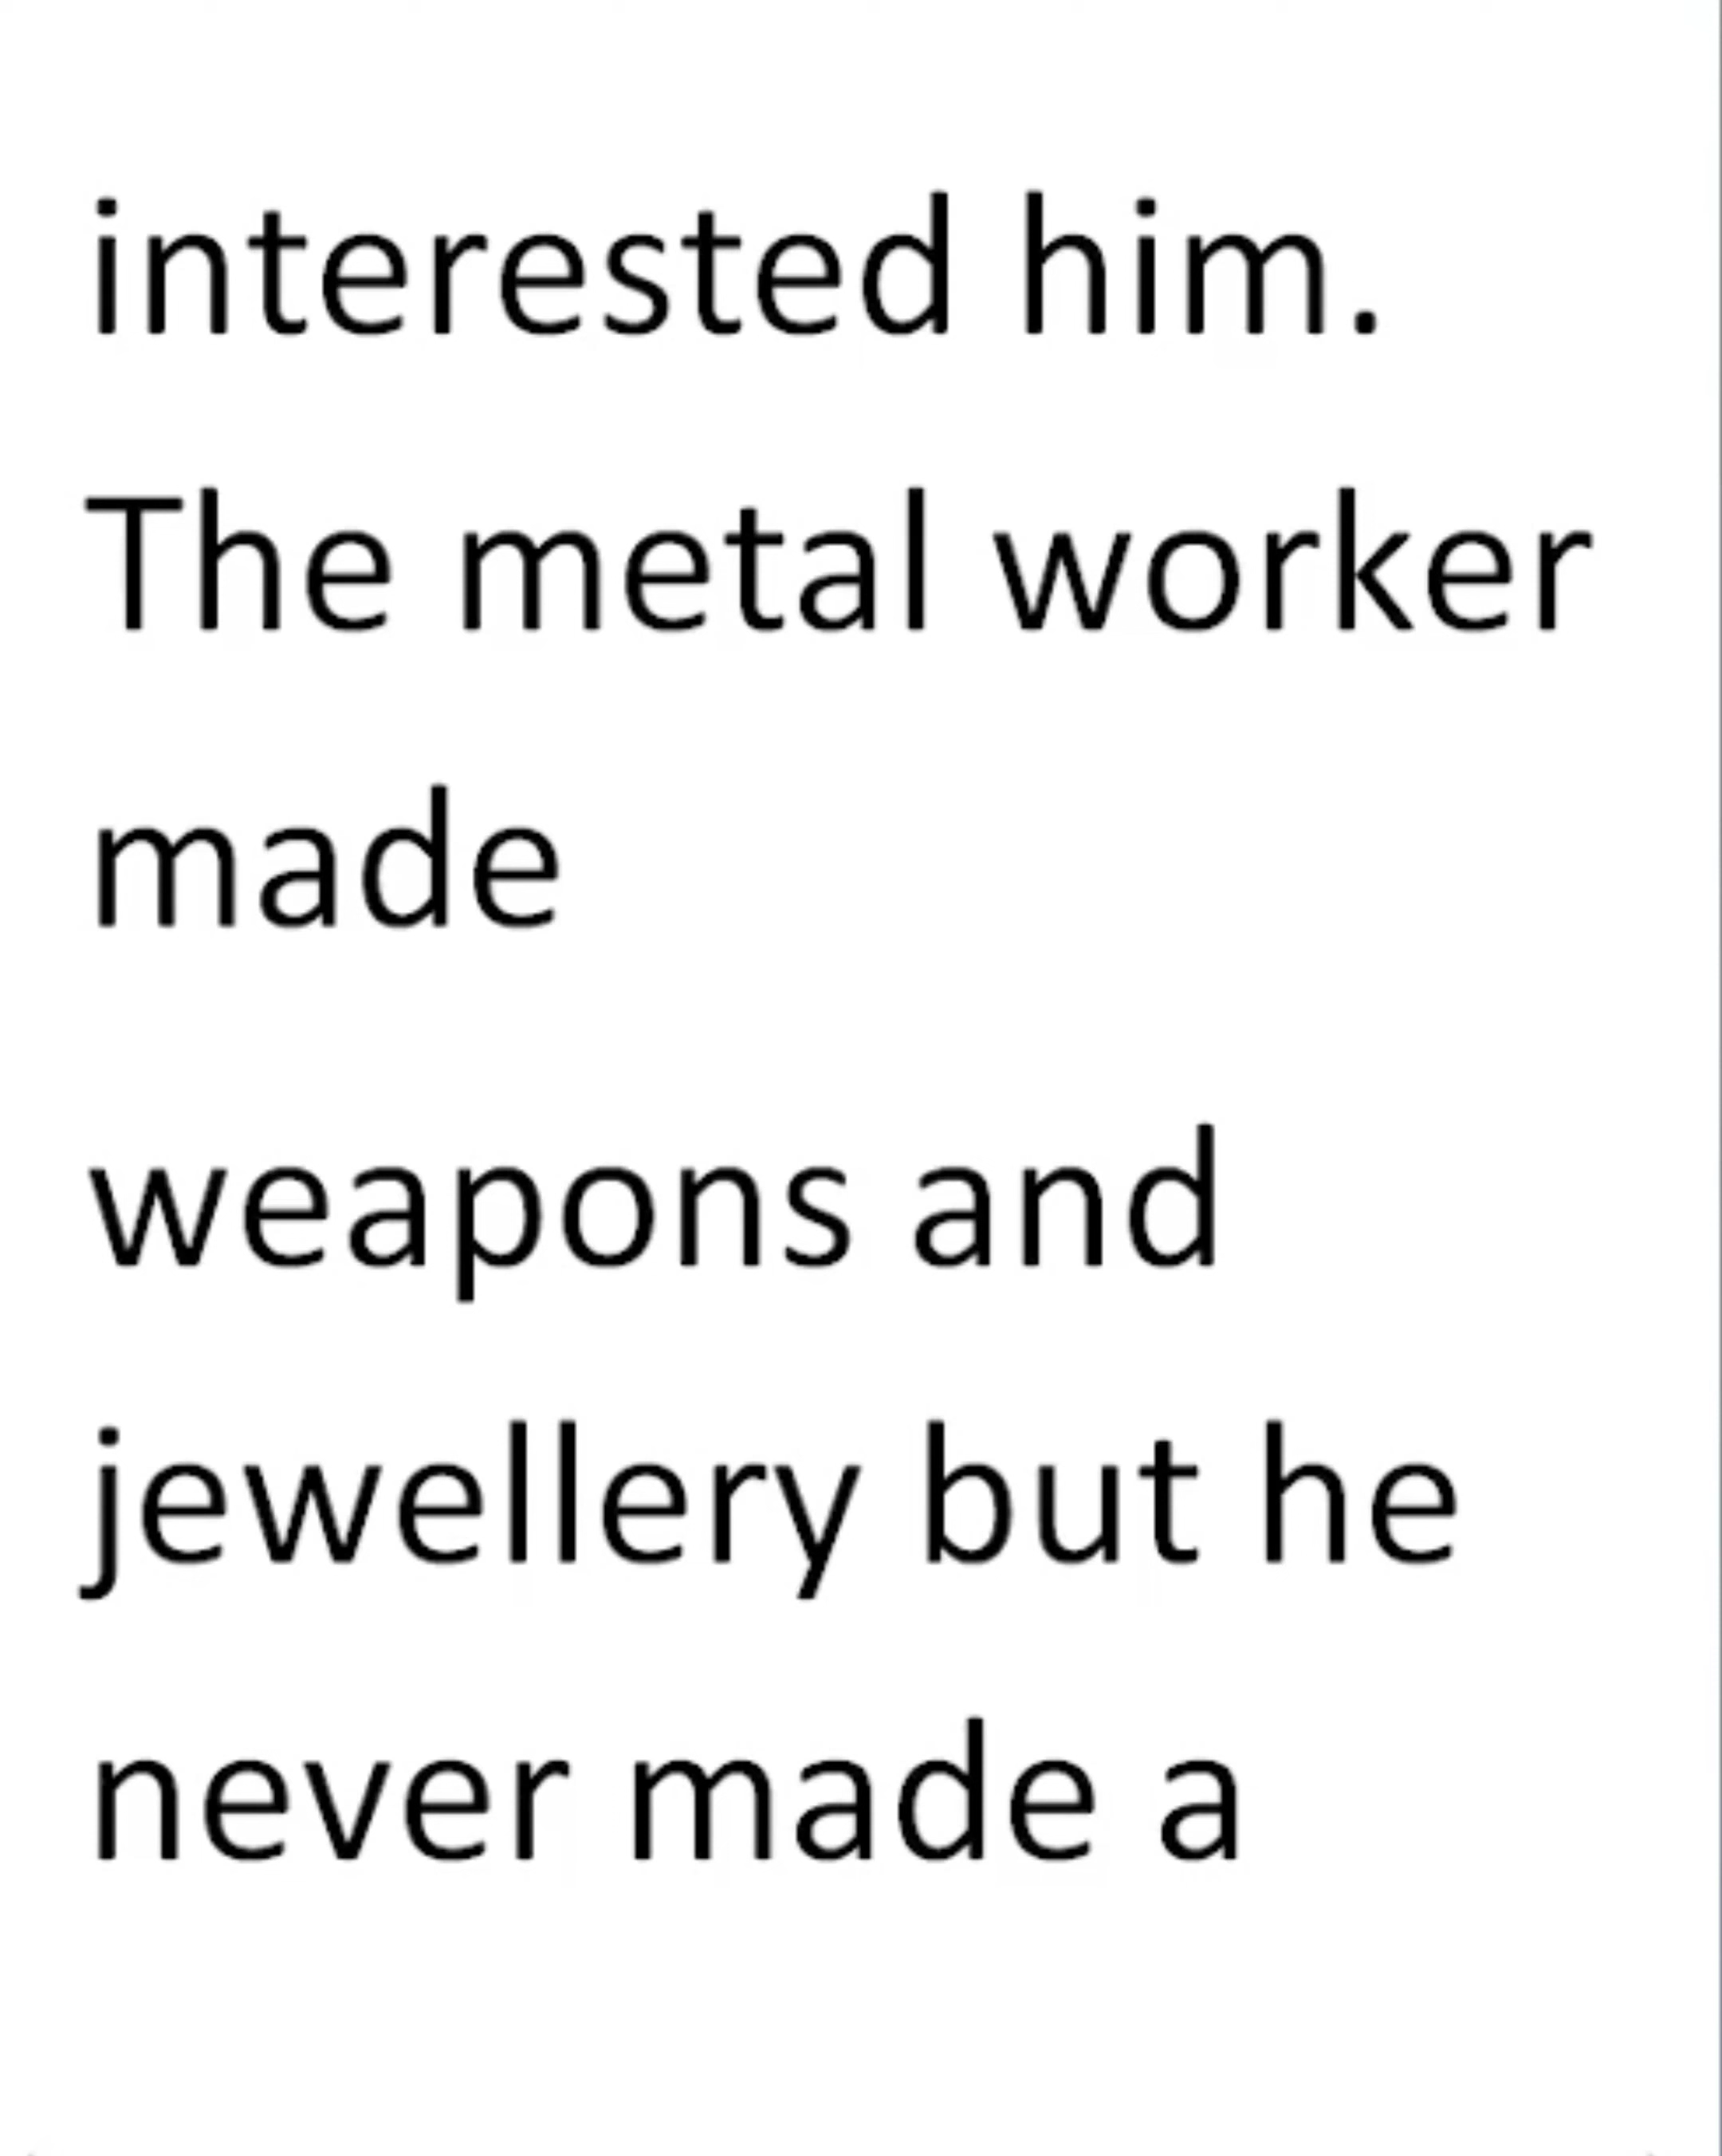 interested him.
The metal worker
made
weapons and
jewellery but he
never made a